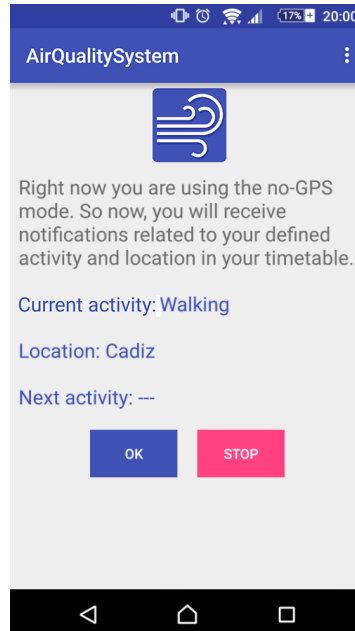 17% 20:00
AirQualitySystem
Right now you are using the no-GPS
mode. So now, you will receive
notifications related to your defined
activity and location in your timetable.
Current activity: Walking
Location: Cadiz
Next activity: ---
OK STOP